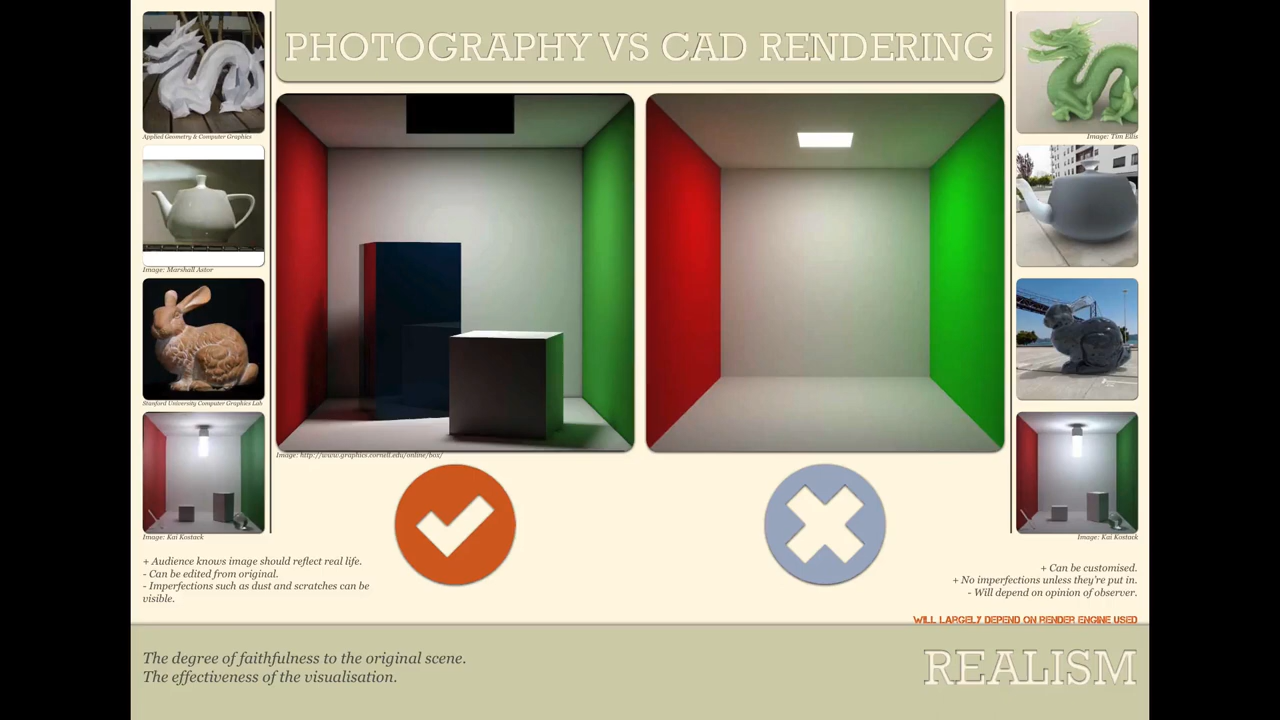 PHOTOGRAPHY VS CAD RENDERING
Applied Geometry & Computer Graphics
Image: Marshall Astor
Stanford University Computer Graphics Lab
Image: Kai Kostack
Image: http://www.graphics.cornell.edu/online/box/
Image: Tim Ellis
Image: Kai Kostack
+ Audience knows image should reflect real life.
- Can be edited from original.
- Imperfections such as dust and scratches can be
visible.
+ Can be customised.
+ No imperfections unless they're put in.
- Will depend on opinion of observer.
WILL LARGELY DEPEND ON RENDER ENGINE USED
The degree of faithfulness to the original scene.
The effectiveness of the visualisation.
REALISM